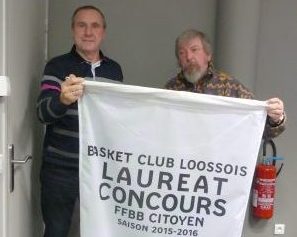 BASKET CLUB LOOSSOIS
LAUREAT
CONCOURS
FFBB CITOYEN
SAISON 2015-2016